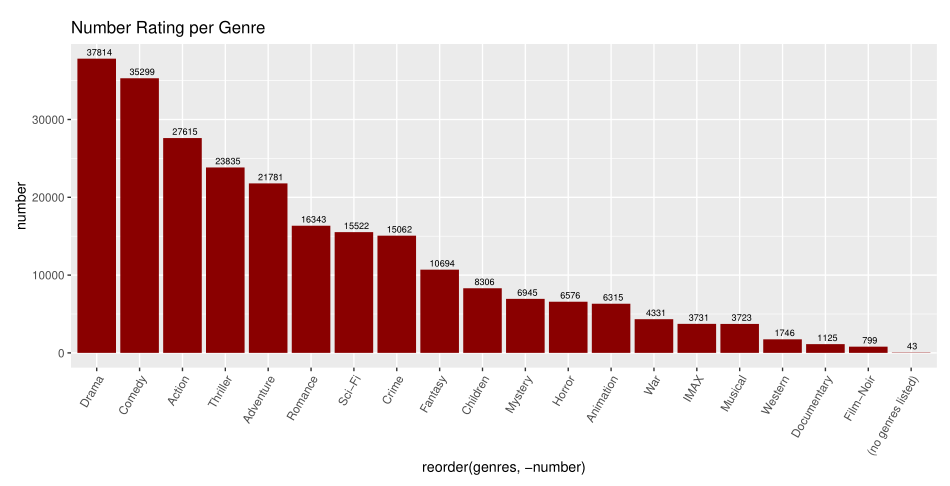 Number Rating per Genre
number
30000
20000
10000
0
37814
35299
27615
23835
21781
16343
15522
15062
10694
8306
6945
6576
6315
4331
3731
3723
1746
1125
799
43
Drama
Comedy
Action
Thriller
Adventure
Romance
Sci−Fi
Crime
Fantasy
Children
Mystery
Horror
Animation
War
IMAX
Musical
Western
Documentary
Film−Noir
(no genres listed)
reorder(genres, −number)